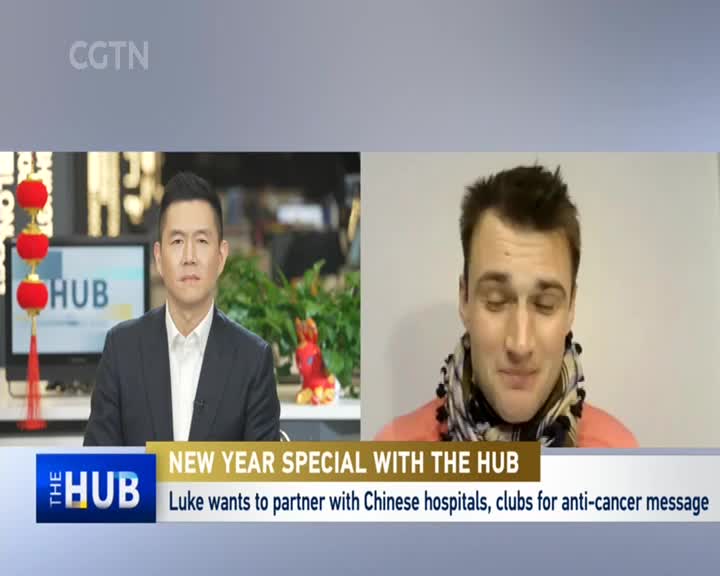 CGTN
HUB
NEW YEAR SPECIAL WITH THE HUB
THE HUB
Luke wants to partner with Chinese hospitals, clubs for anti-cancer message